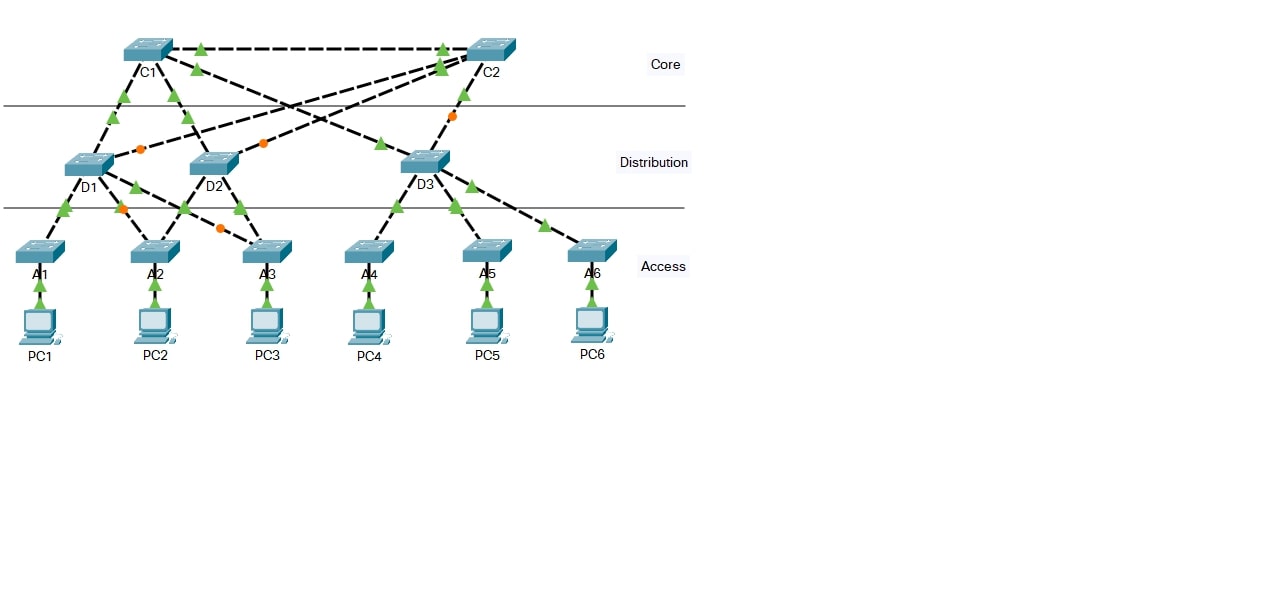 C1
C2
Core
D1
D2
D3
Distribution
A1
A2
A3
A4
A5
A6
Access
PC1
PC2
PC3
PC4
PC5
PC6